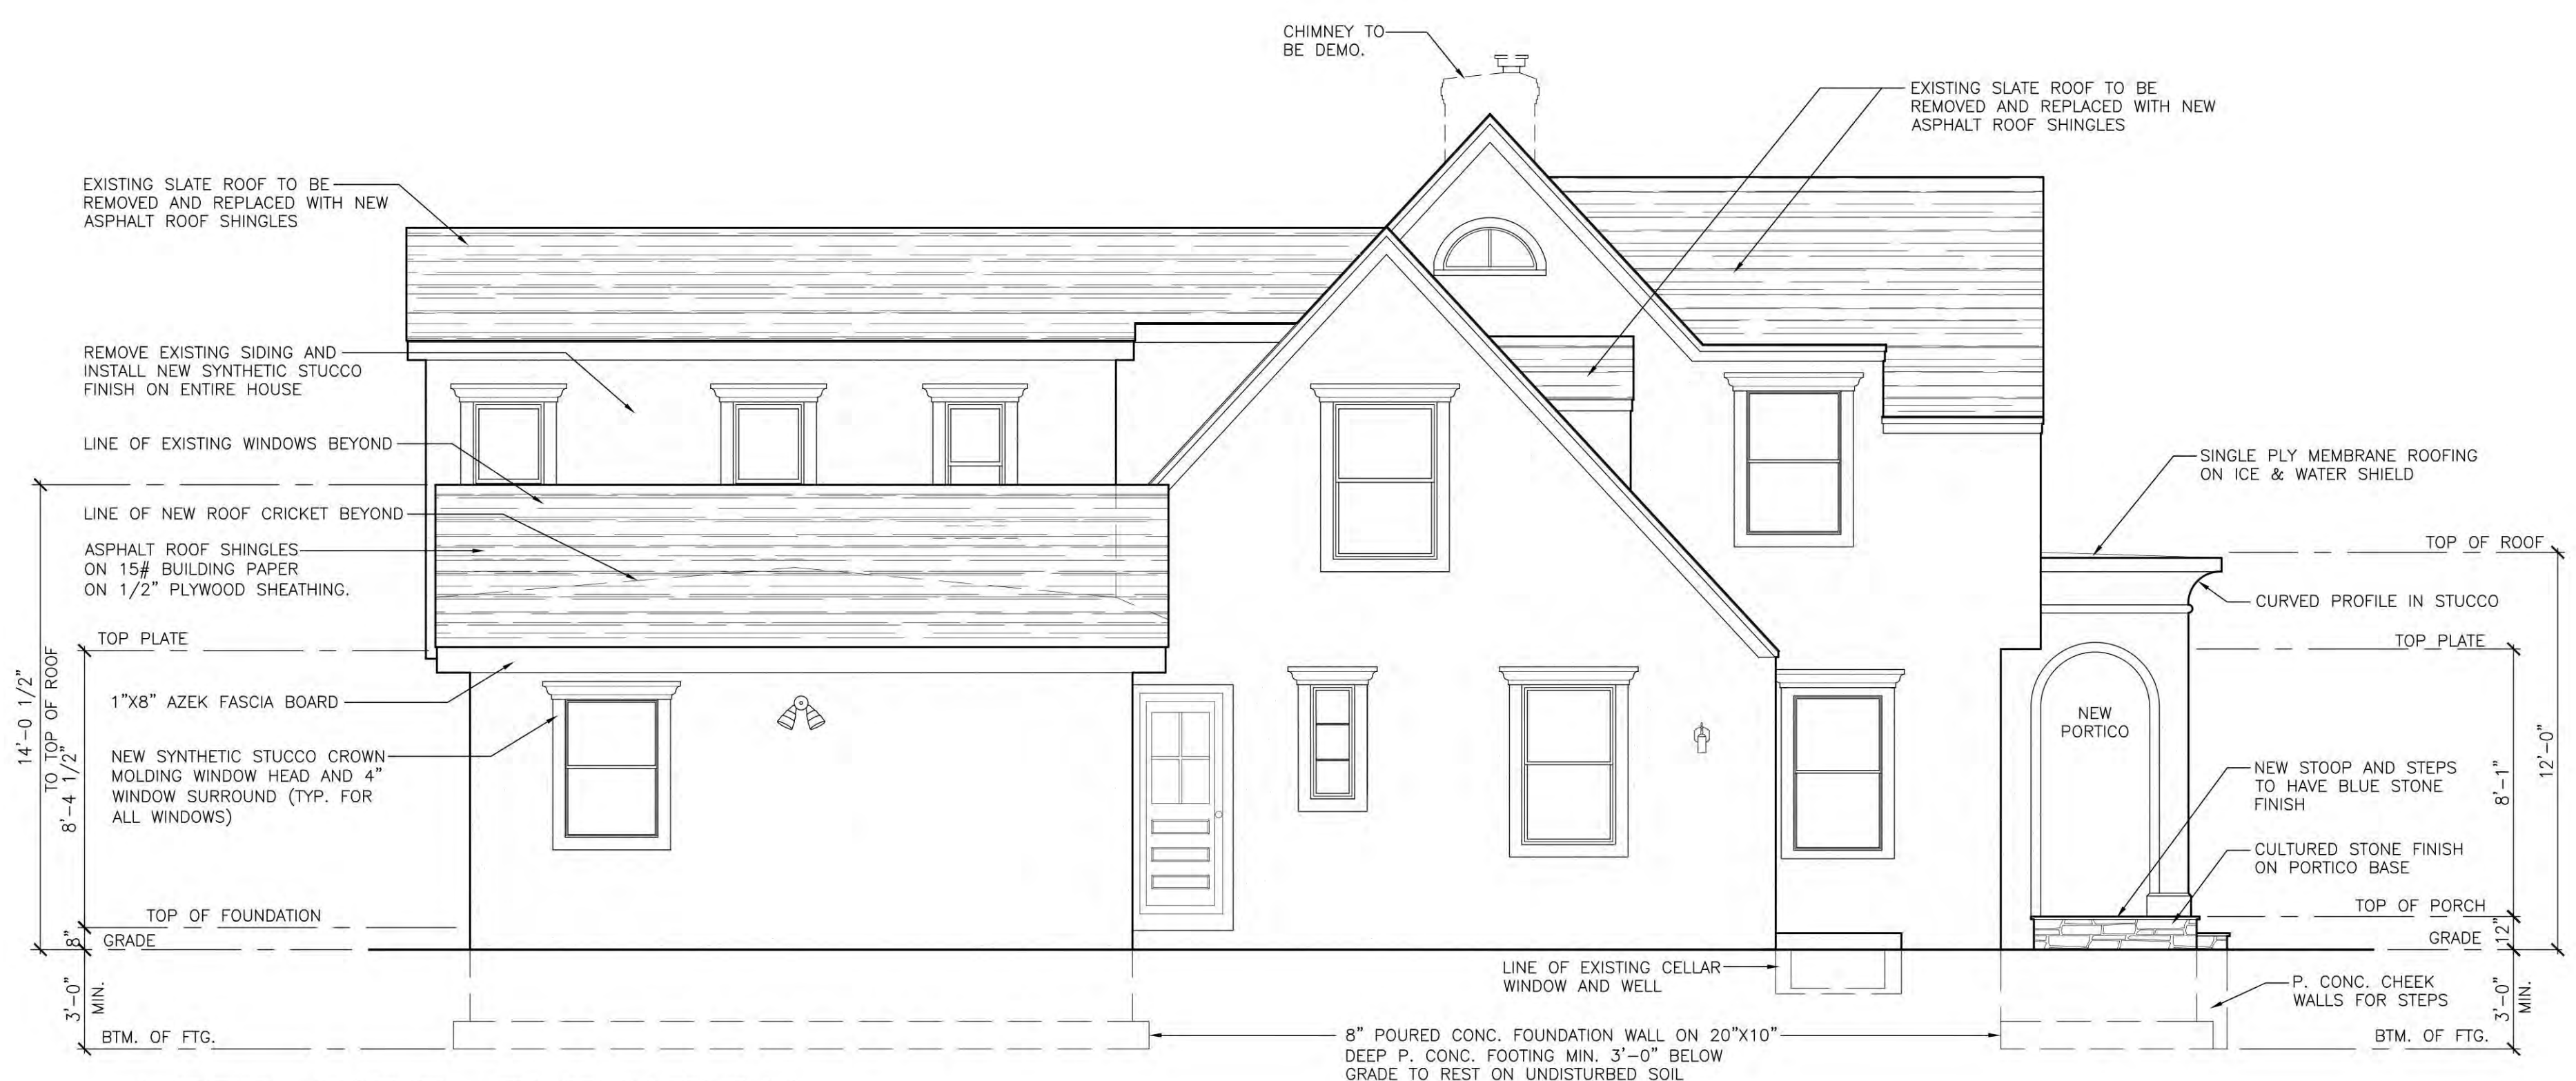 CHIMNEY TO
BE DEMO.
EXISTING SLATE ROOF TO BE
REMOVED AND REPLACED WITH NEW
ASPHALT ROOF SHINGLES
EXISTING SLATE ROOF TO BE
REMOVED AND REPLACED WITH NEW
ASPHALT ROOF SHINGLES
REMOVE EXISTING SIDING AND
INSTALL NEW SYNTHETIC STUCCO
FINISH ON ENTIRE HOUSE
LINE OF EXISTING WINDOWS BEYOND
LINE OF NEW ROOF CRICKET BEYOND
ASPHALT ROOF SHINGLES
ON 15# BUILDING PAPER
ON 1/2" PLYWOOD SHEATHING.
TOP PLATE
1"X8" AZEK FASCIA BOARD
NEW SYNTHETIC STUCCO CROWN
MOLDING WINDOW HEAD AND 4"
WINDOW SURROUND (TYP. FOR
ALL WINDOWS)
TOP OF FOUNDATION
GRADE
BTM. OF FTG.
14'-0 1/2"
TO TOP OF ROOF
8'-4 1/2"
8"
3'-0"
MIN.
SINGLE PLY MEMBRANE ROOFING
ON ICE & WATER SHIELD
TOP OF ROOF
CURVED PROFILE IN STUCCO
TOP PLATE
NEW
PORTICO
NEW STOOP AND STEPS
TO HAVE BLUE STONE
FINISH
CULTURED STONE FINISH
ON PORTICO BASE
TOP OF PORCH
GRADE
12'-0"
8'-1"
12"
3'-0"
MIN.
LINE OF EXISTING CELLAR
WINDOW AND WELL
P. CONC. CHEEK
WALLS FOR STEPS
BTM. OF FTG.
8" POURED CONC. FOUNDATION WALL ON 20"X10"
DEEP P. CONC. FOOTING MIN. 3'-0" BELOW
GRADE TO REST ON UNDISTURBED SOIL